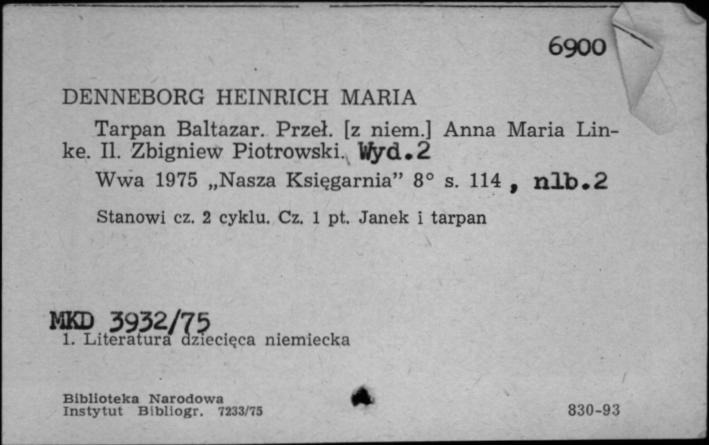 6900
DENNEBORG HEINRICH MARIA
Tarpan Baltazar. Przeł. [z niem.] Anna Maria Lin-
ke. Il. Zbigniew Piotrowski. Wyd.2
Wwa 1975 „Nasza Księgarnia” 8° s. 114 , nlb.2
Stanowi cz. 2 cyklu. Cz. 1 pt. Janek i tarpan
MKD 3932/75
1. Literatura dziecięca niemiecka
Biblioteka Narodowa
Instytut Bibliogr. 7233/75
830-93